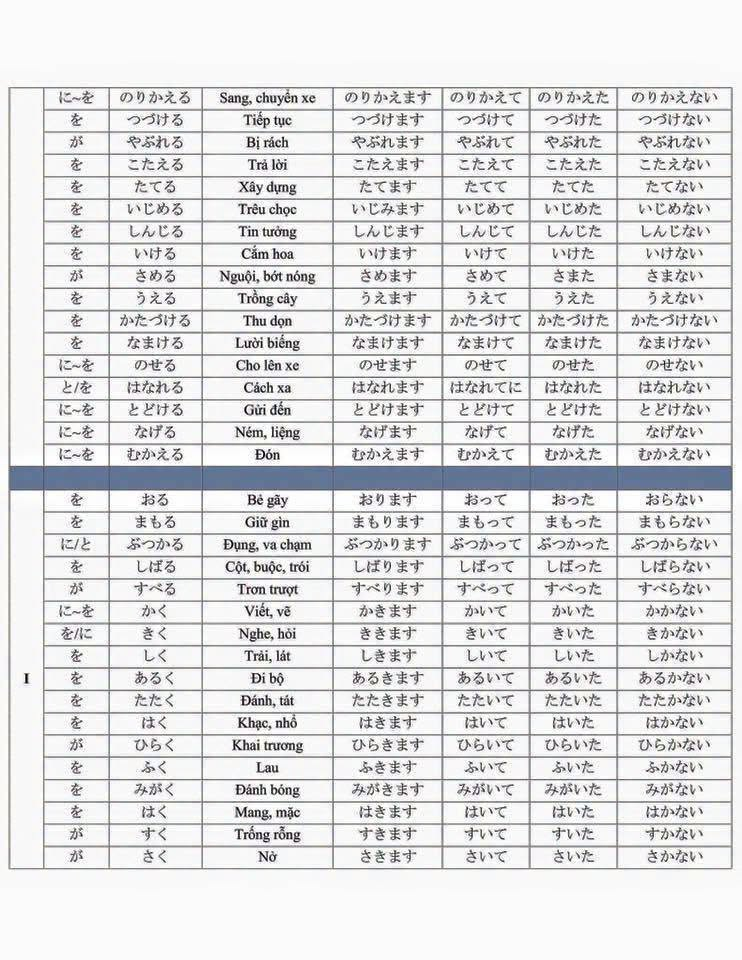 に~を のりかえる Sang, chuyển xe のりかえます のりかえて のりかえた のりかえない
を つづける Tiếp tục つづけます つづけて つづけた つづけない
が やぶれる Bị rách やぶれます やぶれて やぶれた やぶれない
を こたえる Trả lời こたえます こたえて こたえた こたえない
を たてる Xây dựng たてます たてて たてた たてない
を いじめる Trêu chọc いじみます いじめて いじめた いじめない
を しんじる Tin tưởng しんじます しんじて しんじた しんじない
を いける Cắm hoa いけます いけて いけた いけない
が さめる Nguội, bớt nóng さめます さめて さまた さまない
を うえる Trồng cây うえます うえて うえた うえない
を かたづける Thu dọn かたづけます かたづけて かたづけた かたづけない
を なまける Lười biếng なまけます なまけて なまけた なまけない
に~を のせる Cho lên xe のせます のせて のせた のせない
と/を はなれる Cách xa はなれます はなれてに はなれた はなれない
に~を とどける Gửi đến とどけます とどけて とどけた とどけない
に~を なげる Ném, liệng なげます なげて なげた なげない
に~を むかえる Đón むかえます むかえて むかえた むかえない
を おる Bẻ gãy おります おって おった おらない
を まもる Giữ gìn まもります まもって まもった まもらない
に/と ぶつかる Đụng, va chạm ぶつかります ぶつかって ぶつかった ぶつからない
を しばる Cột, buộc, trói しばります しばって しばった しばらない
が すべる Trơn trượt すべります すべって すべった すべらない
に~を かく Viết, vẽ かきます かいて かいた かかない
を/に きく Nghe, hỏi ききます きいて きいた きかない
を しく Trải, lát しきます しいて しいた しかない
I を あるく Đi bộ あるきます あるいて あるいた あるかない
を たたく Đánh, tát たたきます たたいて たたいた たたかない
を はく Khạc, nhổ はきます はいて はいた はかない
が ひらく Khai trương ひらきます ひらいて ひらいた ひらかない
を ふく Lau ふきます ふいて ふいた ふかない
を みがく Đánh bóng みがきます みがいて みがいた みがない
を はく Mang, mặc はきます はいて はいた はかない
が すく Trống rỗng すきます すいて すいた すかない
が さく Nở さきます さいて さいた さかない